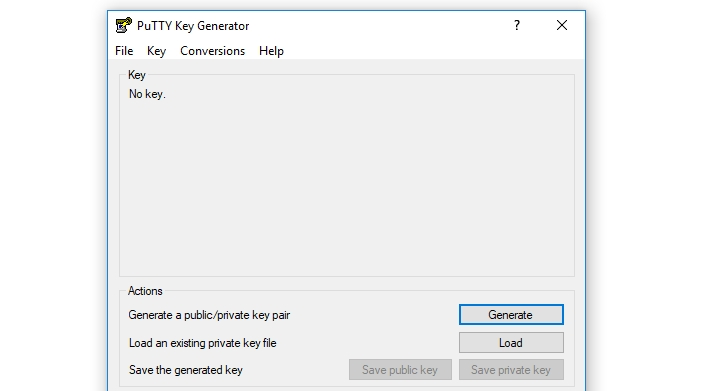 PuTTY Key Generator ?
File Key Conversions Help
Key
No key.
Actions
Generate a public/private key pair Generate
Load an existing private key file Load
Save the generated key Save public key Save private key